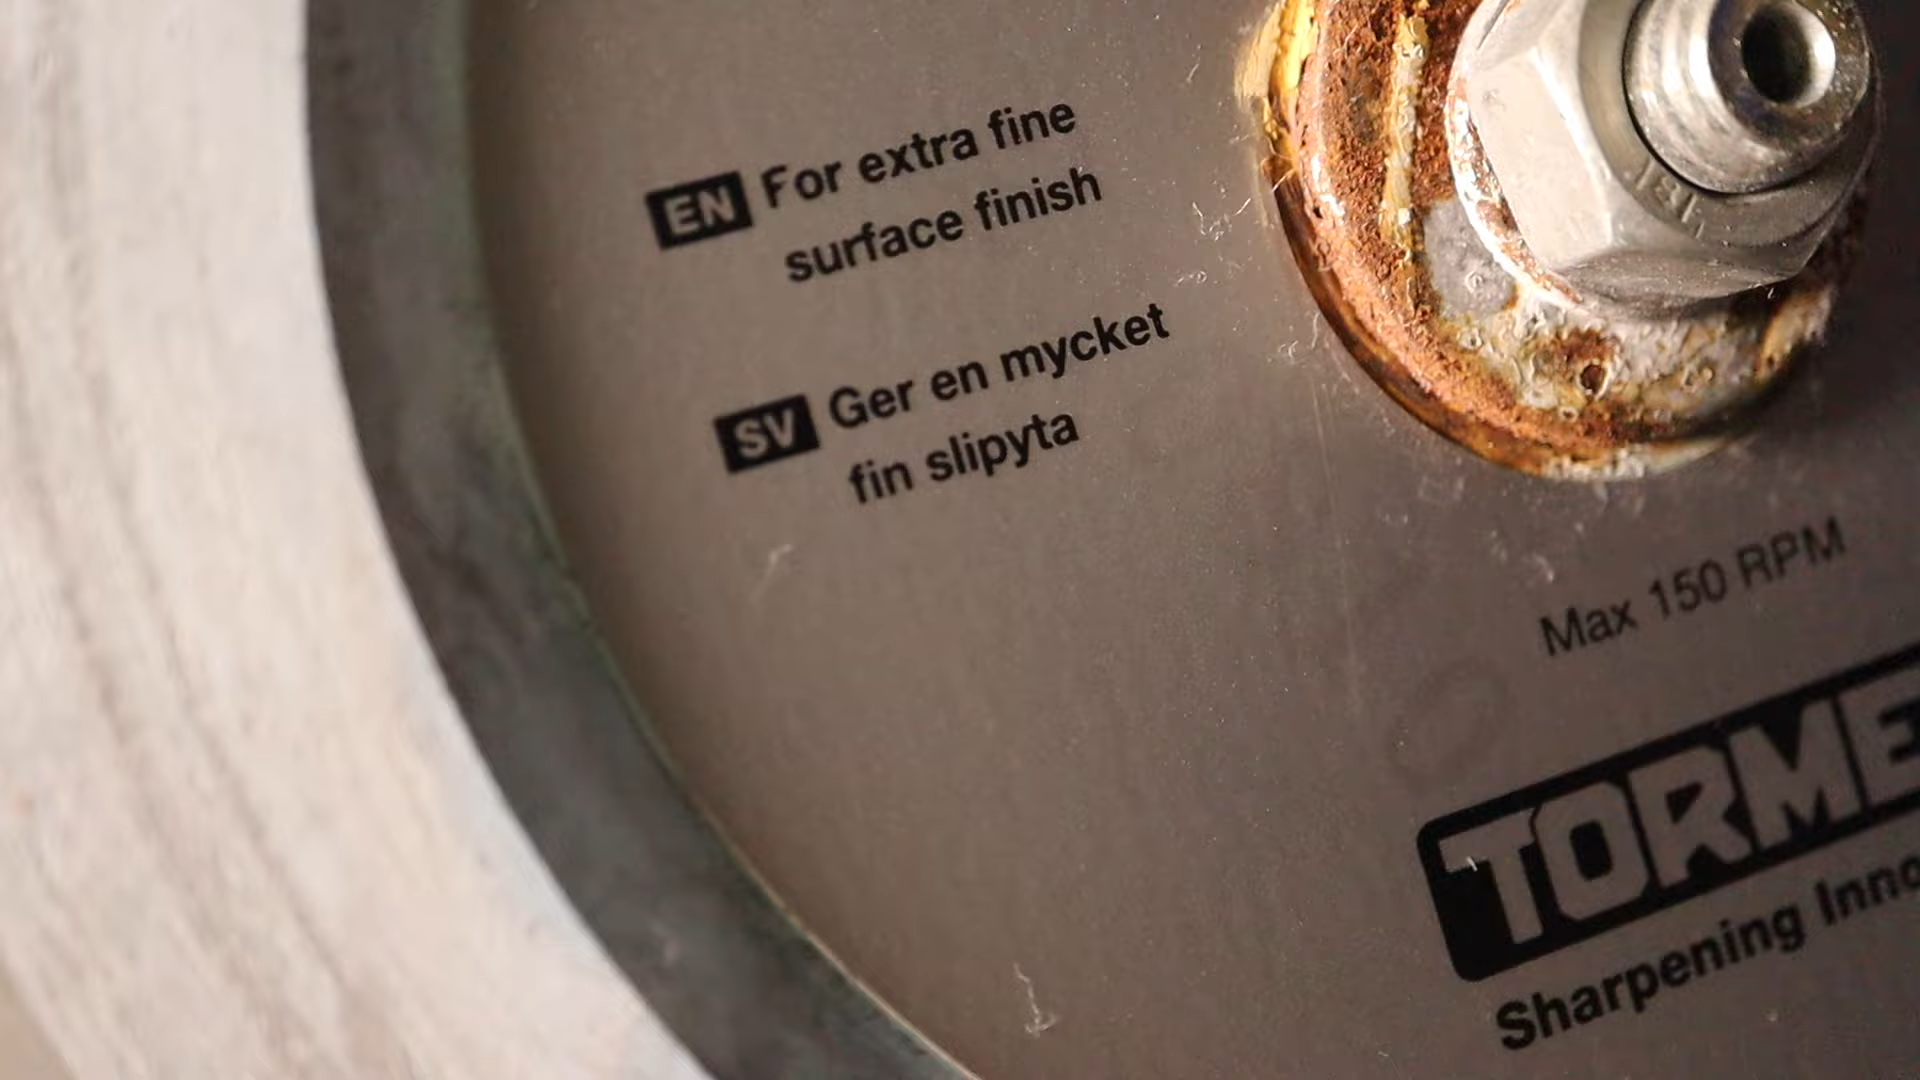 EN For extra fine
surface finish
SV Ger en mycket
fin slipyta
Max 150 RPM
TORME
Sharpening Inno